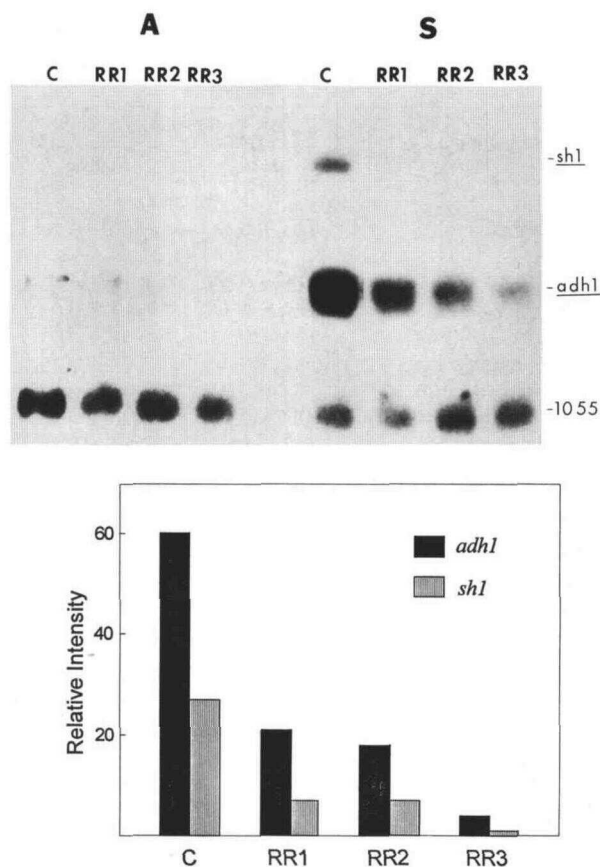 A S
C RR1 RR2 RR3 C RR1 RR2 RR3
-sh1
-adh1
-1055
60
adh1
sh1
40
Relative Intensity
20
C RR1 RR2 RR3